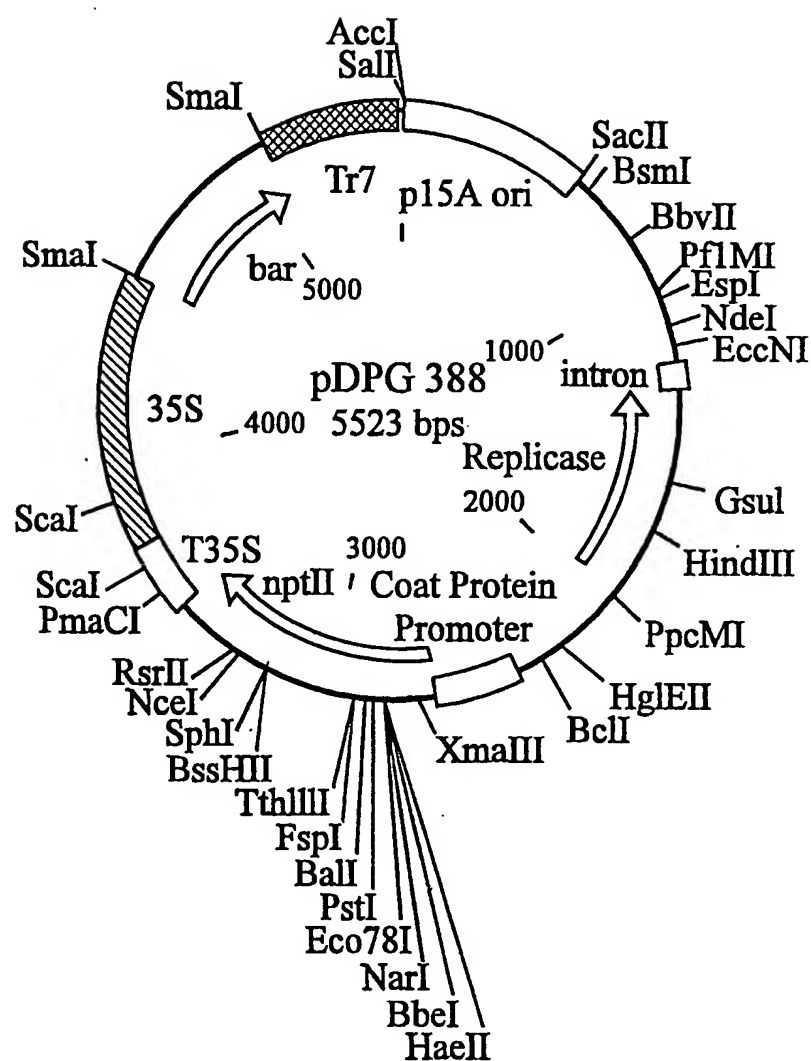 AccI
SalI
SmaI
SacII
BsmI
Tr7
p15A ori
BbvII
Pf1MI
EspI
NdeI
EccNI
SmaI
bar
5000
1000
intron
pDPG 388
5523 bps
35S
4000
Replicase
2000
GsuI
HindIII
ScaI
T35S
3000
nptII
Coat Protein
Promoter
ScaI
PmaCI
PpcMI
HglEII
BclI
XmaIII
RsrII
NceI
SphI
BssHII
TthlllI
FspI
BalI
PstI
Eco78I
NarI
BbeI
HaeII